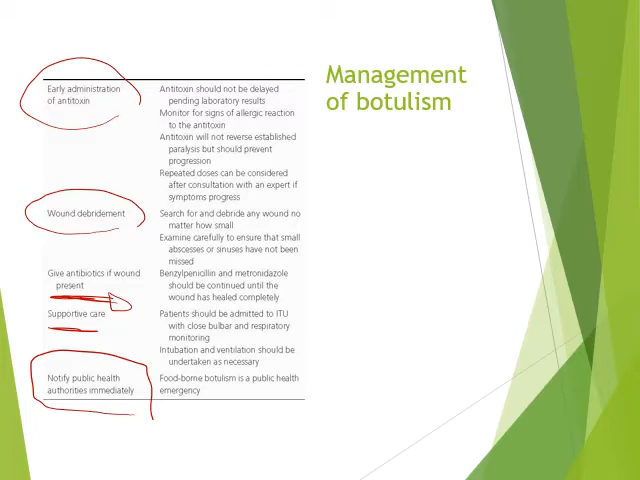 Management
of botulism
Early administration
of antitoxin
Antitoxin should not be delayed
pending laboratory results
Monitor for signs of allergic reaction
to the antitoxin
Antitoxin will not reverse established
paralysis but should prevent
progression
Repeated doses can be considered
after consultation with an expert if
symptoms progress
Wound debridement
Search for and debride any wound no
matter how small
Examine carefully to ensure that small
abscesses or sinuses have not been
missed
Give antibiotics if wound
present
Benzylpenicillin and metronidazole
should be continued until the
wound has healed completely
Supportive care
Patients should be admitted to ITU
with close bulbar and respiratory
monitoring
Intubation and ventilation should be
undertaken as necessary
Notify public health
authorities immediately
Food-borne botulism is a public health
emergency